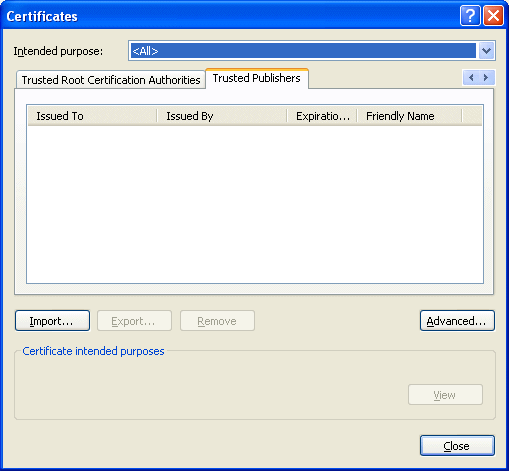 Certificates
Intended purpose: <All>
Trusted Root Certification Authorities Trusted Publishers
Issued To Issued By Expiratio... Friendly Name
Import... Export... Remove Advanced...
Certificate intended purposes
View
Close